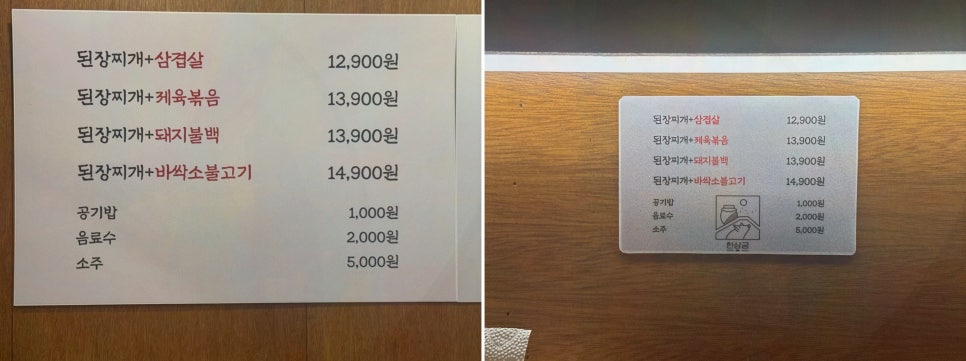 된장찌개+삼겹살 12,900원
된장찌개+제육볶음 13,900원
된장찌개+돼지불백 13,900원
된장찌개+바싹소불고기 14,900원
공기밥 1,000원
음료수 2,000원
소주 5,000원
된장찌개+삼겹살 12,900원
된장찌개+제육볶음 13,900원
된장찌개+돼지불백 13,900원
된장찌개+바싹소불고기 14,900원
공기밥 1,000원
음료수 2,000원
소주 5,000원